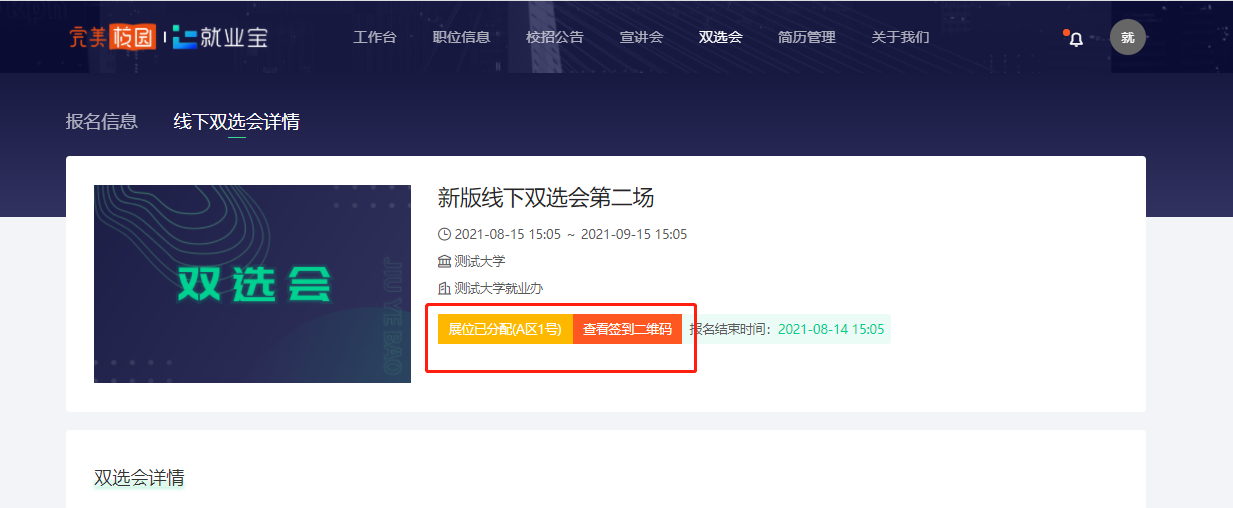 完美校园 | 就业宝 工作台 职位信息 校招公告 宣讲会 双选会 简历管理 关于我们 就
报名信息 线下双选会详情
新版线下双选会第二场
2021-08-15 15:05 ~ 2021-09-15 15:05
测试大学
双选会
JIU YE BAO
测试大学就业办
展位已分配(A区1号) 查看签到二维码 报名结束时间：2021-08-14 15:05
双选会详情